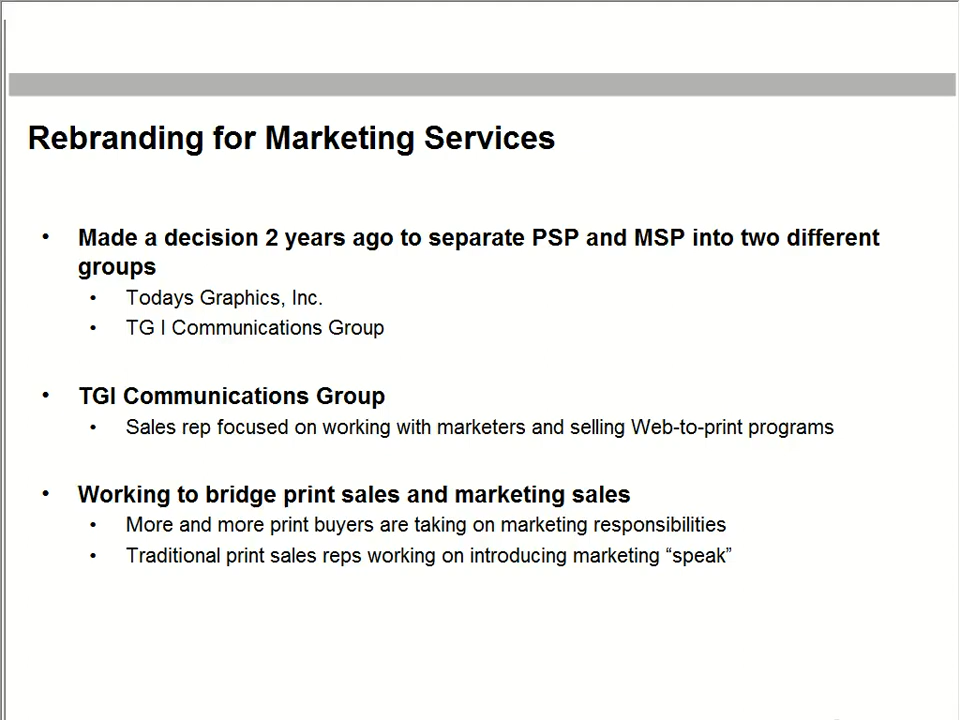 Rebranding for Marketing Services
• Made a decision 2 years ago to separate PSP and MSP into two different
groups
• Todays Graphics, Inc.
• TG I Communications Group
• TGI Communications Group
• Sales rep focused on working with marketers and selling Web-to-print programs
• Working to bridge print sales and marketing sales
• More and more print buyers are taking on marketing responsibilities
• Traditional print sales reps working on introducing marketing “speak”